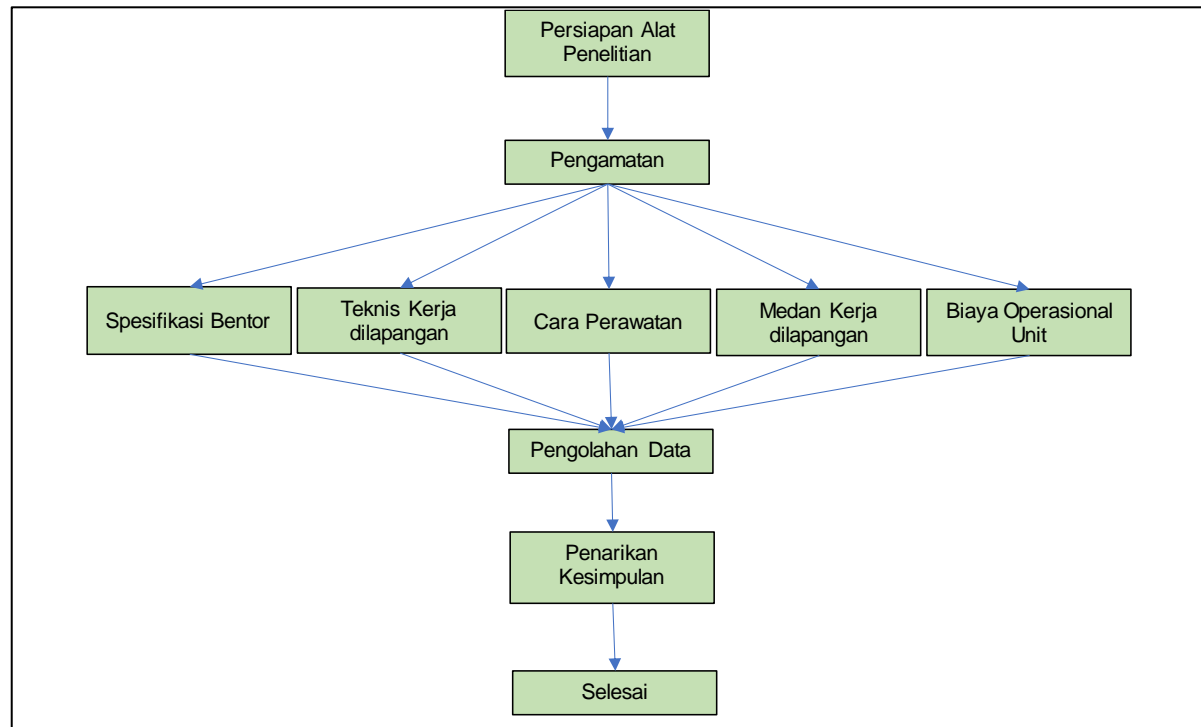 Persiapan Alat
Penelitian
Pengamatan
Spesifikasi Bentor
Teknis Kerja
dilapangan
Cara Perawatan
Medan Kerja
dilapangan
Biaya Operasional
Unit
Pengolahan Data
Penarikan
Kesimpulan
Selesai